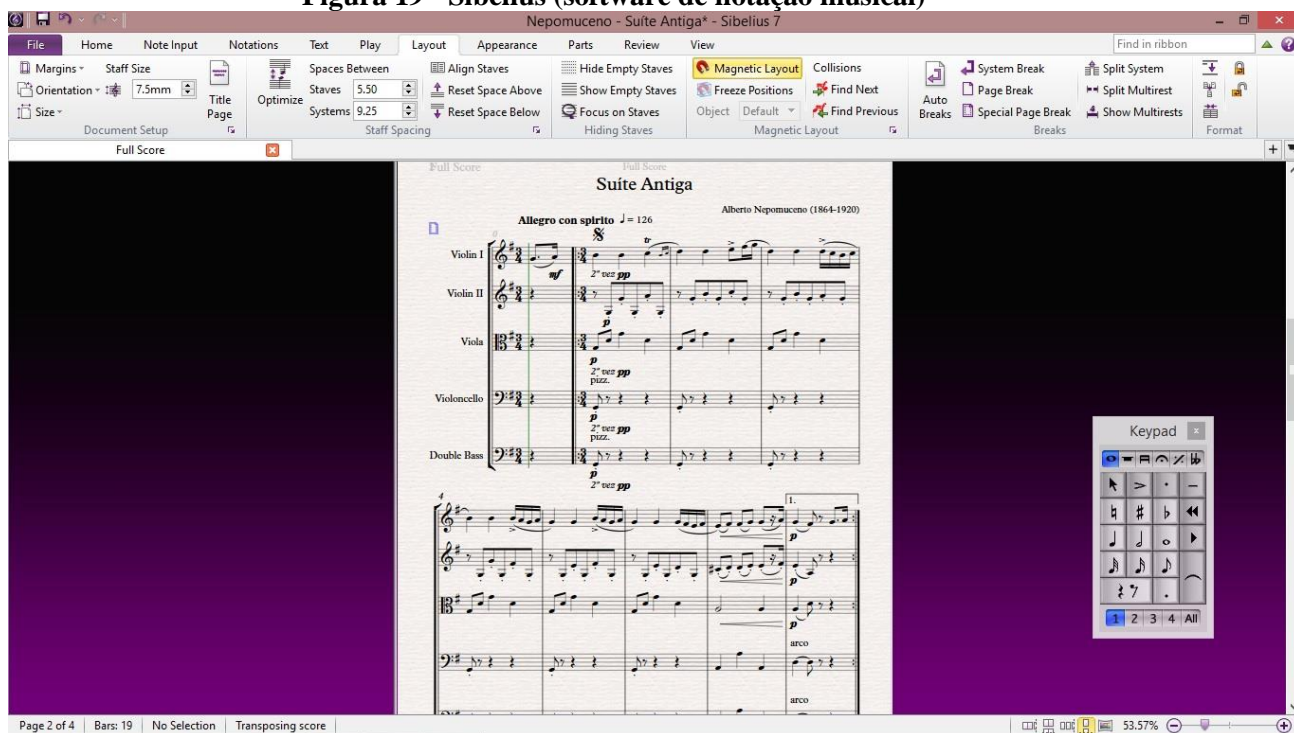 Figura 19 - Sibelius (software de notação musical)
Nepomuceno - Suíte Antiga* - Sibelius 7
File Home Note Input Notations Text Play Layout Appearance Parts Review View Find in ribbon
Margins Staff Size Spaces Between Align Staves Hide Empty Staves Magnetic Layout Collisions System Break Split System
Orientation 7.5mm Title Page Optimize Staves 5.50 Reset Space Above Show Empty Staves Freeze Positions Find Next Auto Breaks Page Break Split Multirest
Size Systems 9.25 Reset Space Below Focus on Staves Object Default Find Previous Special Page Break Show Multirests
Document Setup Staff Spacing Hiding Staves Magnetic Layout Breaks Format
Full Score
Full Score Full Score
Suíte Antiga
Alberto Nepomuceno (1864-1920)
Allegro con spirito ♩ = 126
0
tr
Violin I
mf 2ª vez pp
Violin II
p
Viola
p
2ª vez pp
pizz.
Violoncello
p
2ª vez pp
pizz.
Double Bass
p
2ª vez pp
4
1.
p
p
p
arco
arco
Keypad
1 2 3 4 All
Page 2 of 4 Bars: 19 No Selection Transposing score 53.57%